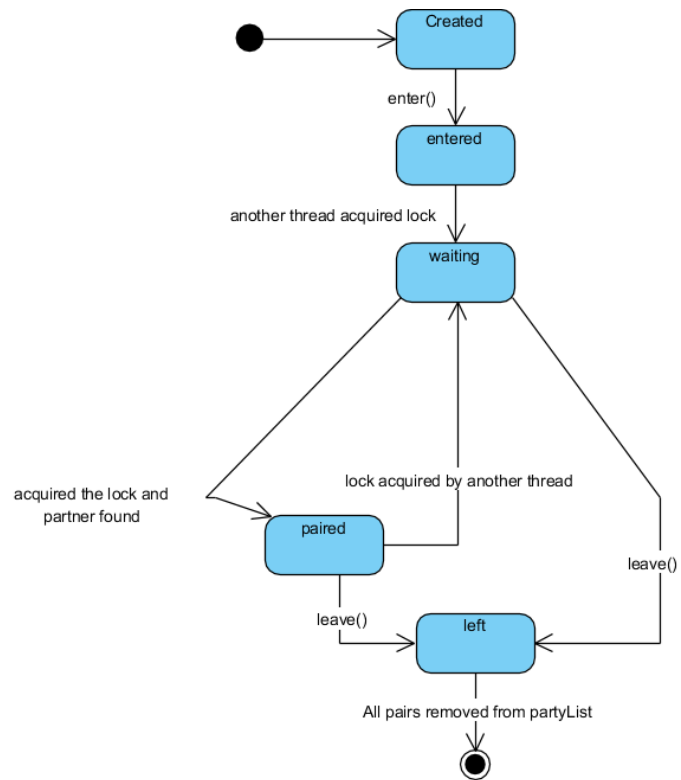 Created
enter()
entered
another thread acquired lock
waiting
lock acquired by another thread
acquired the lock and
partner found
paired
leave()
leave()
left
All pairs removed from partyList